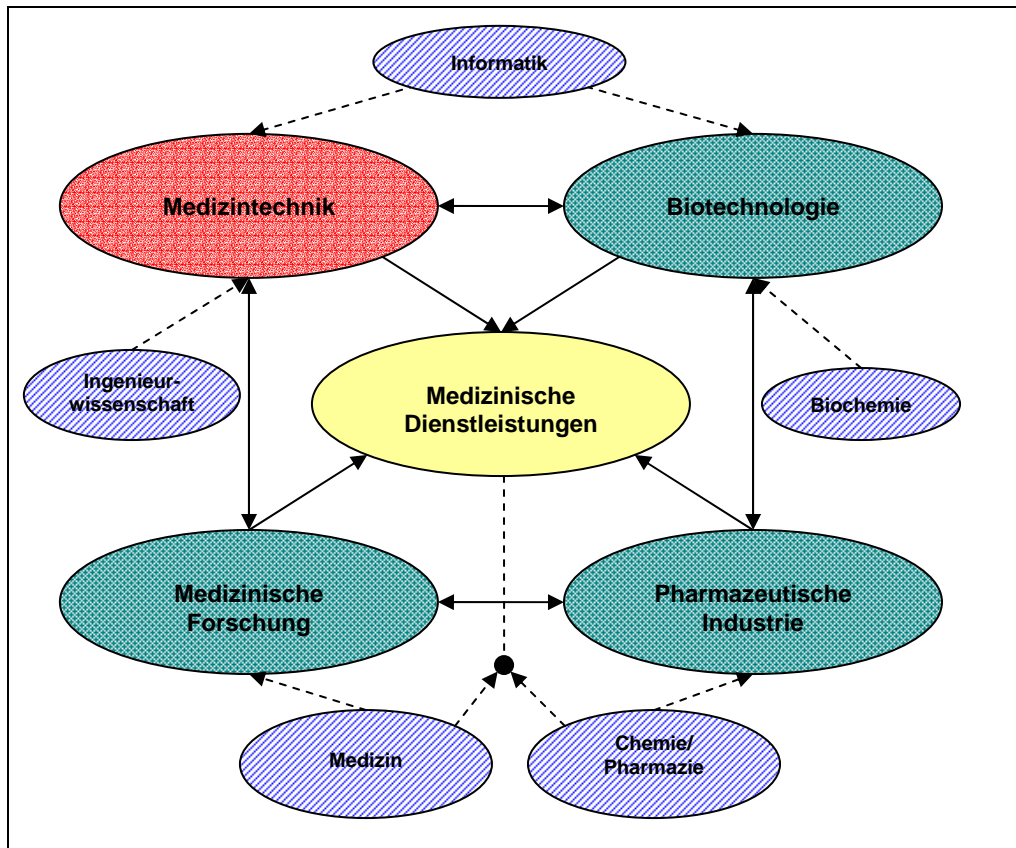 Informatik
Medizintechnik
Biotechnologie
Ingenieur-
wissenschaft
Medizinische
Dienstleistungen
Biochemie
Medizinische
Forschung
Pharmazeutische
Industrie
Medizin
Chemie/
Pharmazie